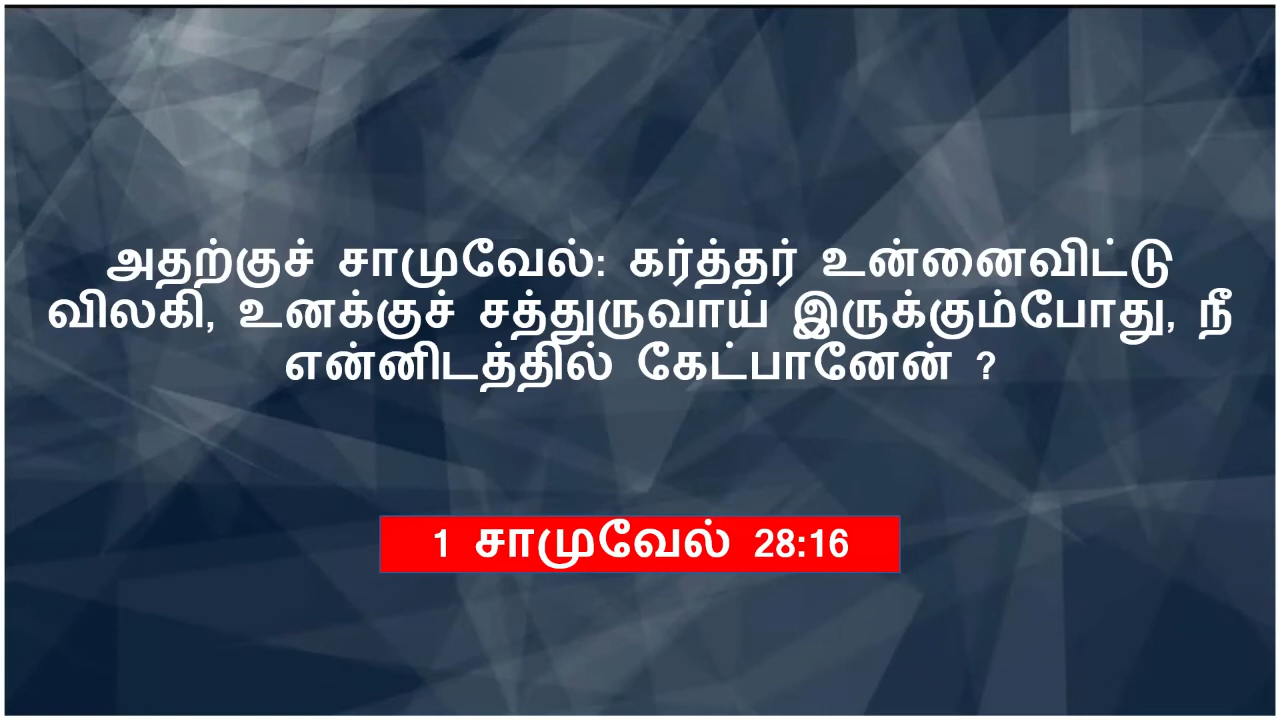 அதற்குச் சாமுவேல்: கர்த்தர் உன்னைவிட்டு
விலகி, உனக்குச் சத்துருவாய் இருக்கும்போது, நீ
என்னிடத்தில் கேட்பானேன் ?
1 சாமுவேல் 28:16